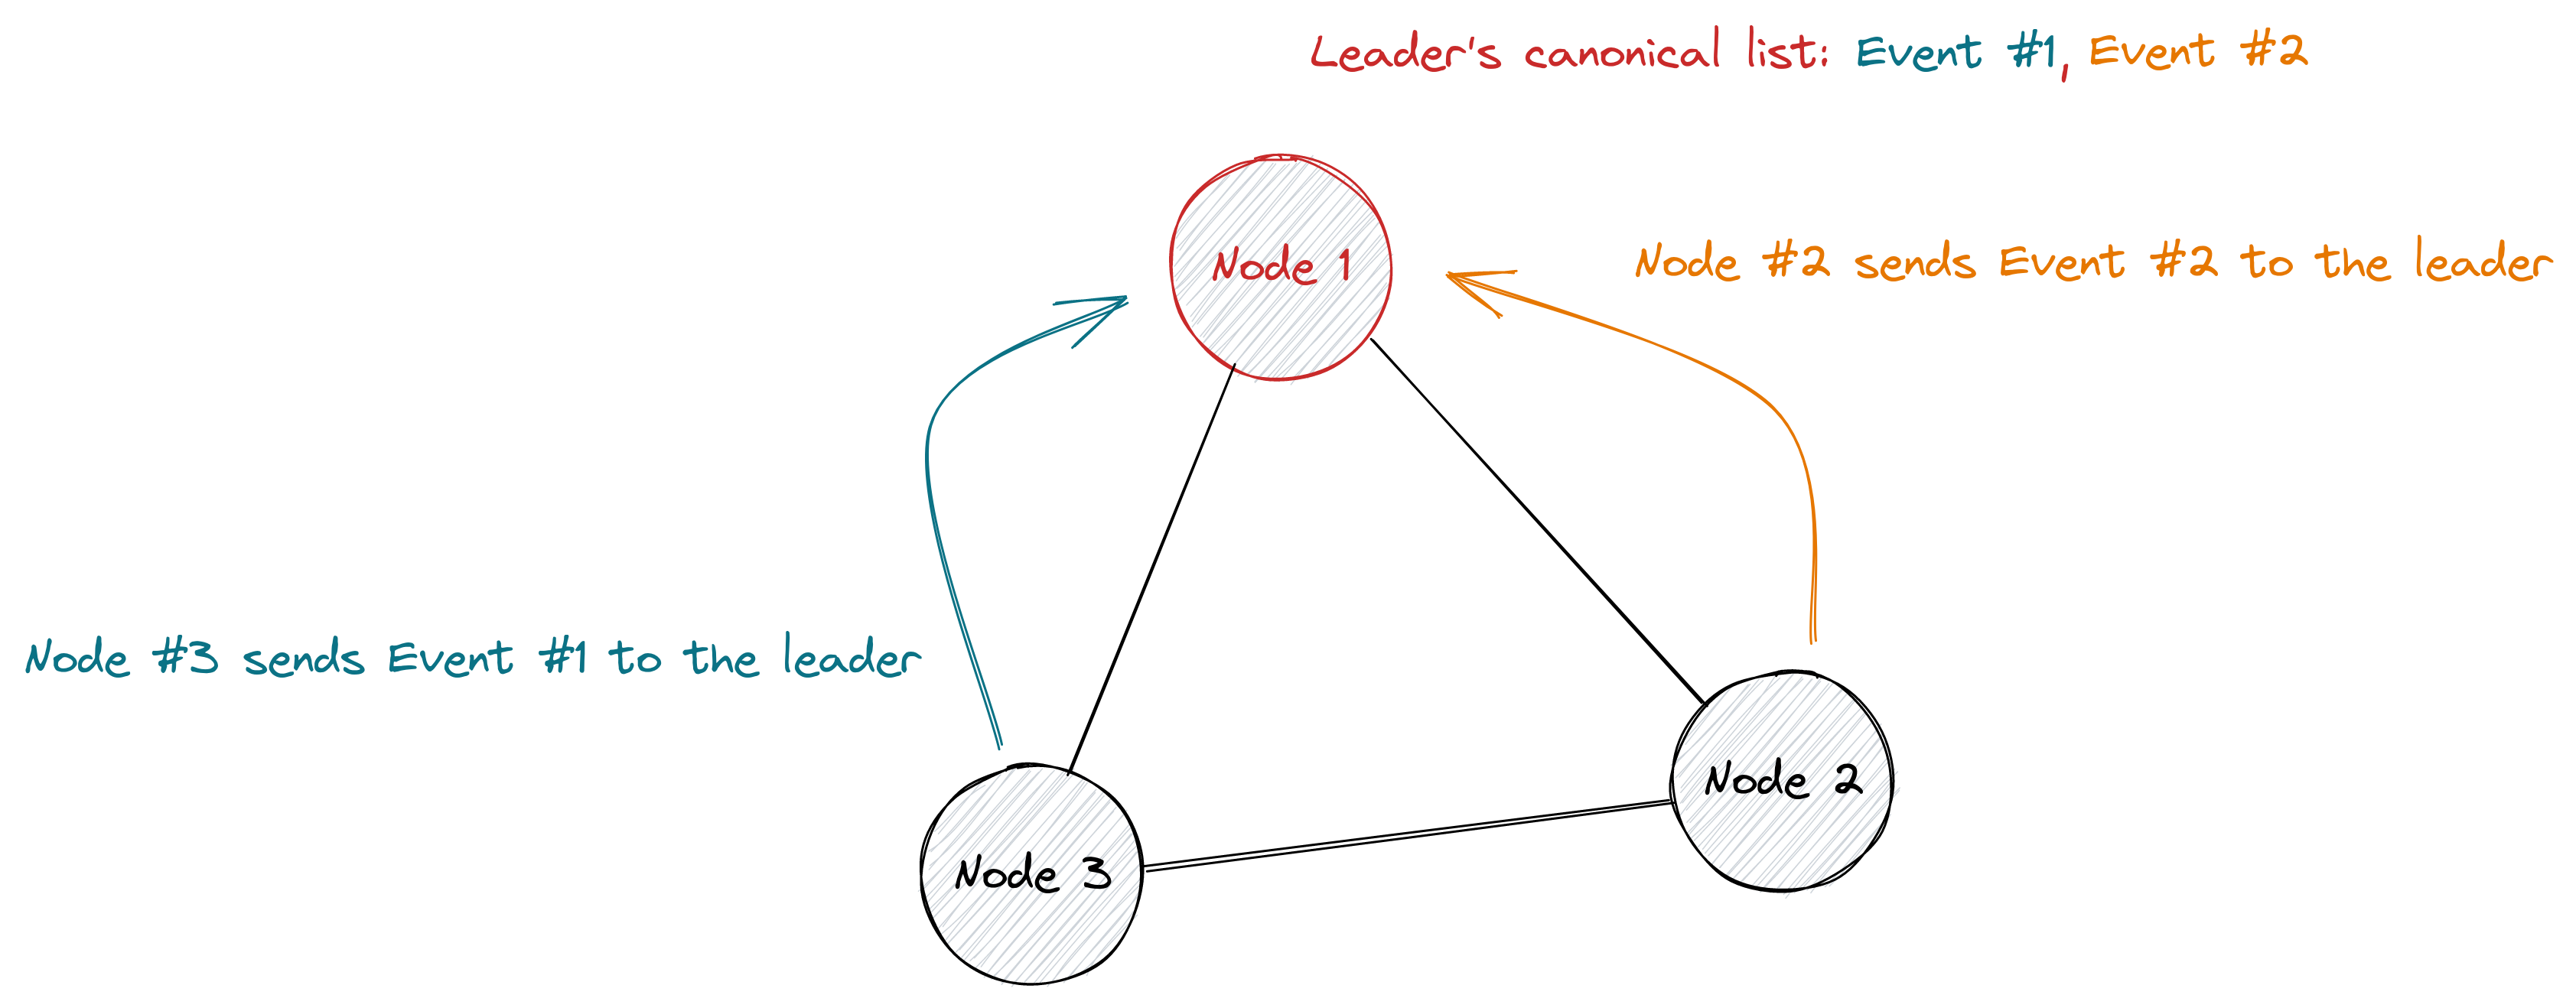 Leader's canonical list: Event #1, Event #2
Node 1
Node #2 sends Event #2 to the leader
Node #3 sends Event #1 to the leader
Node 2
Node 3